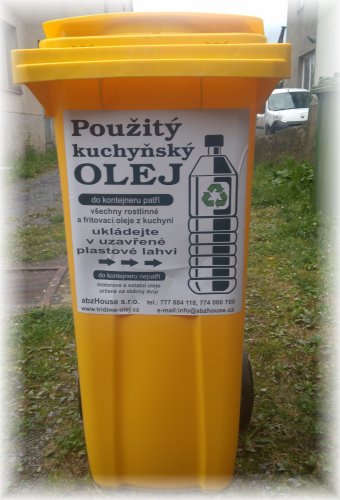 Použitý
kuchyňský
OLEJ
do kontejneru patří
všechny rostlinné
a fritovací oleje z kuchyní
ukládejte
v uzavřené
plastové lahvi
do kontejneru nepatří
motorové a ostatní oleje
určené na sběrný dvůr
abzHouse s.r.o. tel.: 777 884 118, 774 000 700
www.tridime-olej.cz e-mail:info@abzhouse.cz